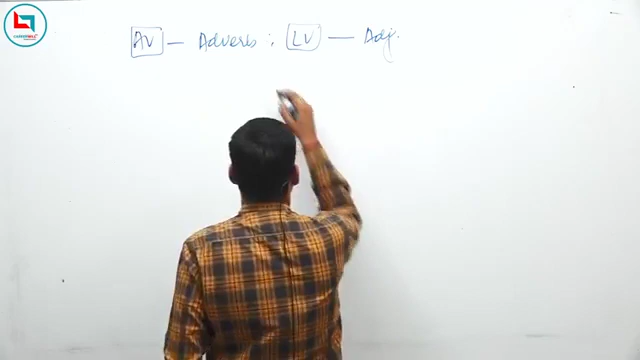 AV — Adverb : LV — Adj.